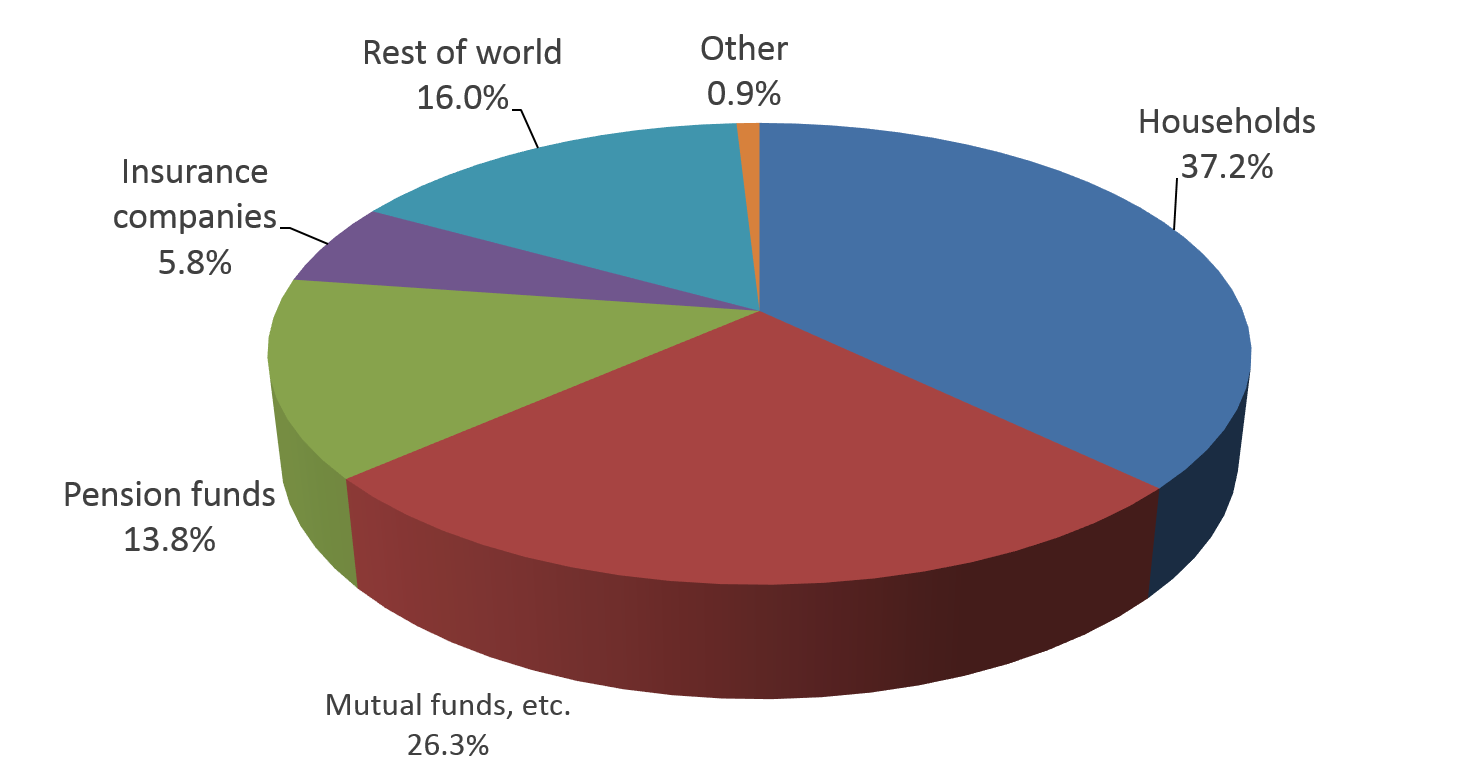 Rest of world
16.0%
Other
0.9%
Households
37.2%
Insurance
companies
5.8%
Pension funds
13.8%
Mutual funds, etc.
26.3%